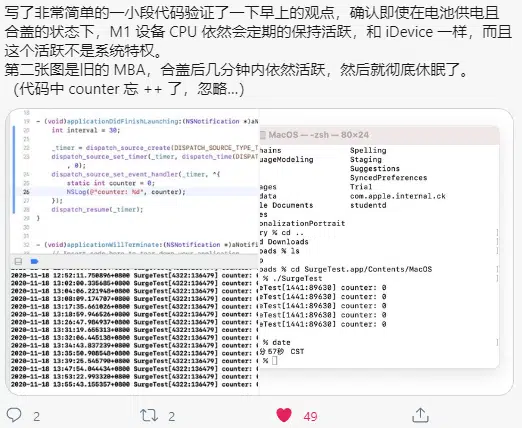 写了非常简单的一小段代码验证了一下早上的观点，确认即使在电池供电且
合盖的状态下，M1 设备 CPU 依然会定期的保持活跃，和 iDevice 一样，而且
这个活跃不是系统特权。
第二张图是旧的 MBA，合盖后几分钟内依然活跃，然后就彻底休眠了。
（代码中 counter 忘 ++ 了，忽略...）
- (void)applicationDidFinishLaunching:(NSNotification *)aN
int interval = 30;
_timer = dispatch_source_create(DISPATCH_SOURCE_TYPE_T
dispatch_source_set_timer(_timer, dispatch_time(DISPATC
, 0);
dispatch_source_set_event_handler(_timer, ^{
static int counter = 0;
NSLog(@"counter: %d", counter);
});
dispatch_resume(_timer);
}
- (void)applicationWillTerminate:(NSNotification *)aNotifi
2020-11-18 12:52:11.750896+0800 SurgeTest[4322:136479] counter: 0
2020-11-18 13:02:00.335685+0800 SurgeTest[4322:136479] counter: 
2020-11-18 13:04:06.221948+0800 SurgeTest[4322:136479] counter: 
2020-11-18 13:08:09.174707+0800 SurgeTest[4322:136479] counter: 
2020-11-18 13:17:35.661026+0800 SurgeTest[4322:136479] counter: 
2020-11-18 13:18:59.946526+0800 SurgeTest[4322:136479] counter: 
2020-11-18 13:26:47.984937+0800 SurgeTest[4322:136479] counter: 
2020-11-18 13:31:19.655313+0800 SurgeTest[4322:136479] counter: 
2020-11-18 13:32:06.445138+0800 SurgeTest[4322:136479] counter: 
2020-11-18 13:34:43.837239+0800 SurgeTest[4322:136479] counter: 
2020-11-18 13:35:50.908548+0800 SurgeTest[4322:136479] counter: 
2020-11-18 13:39:25.545790+0800 SurgeTest[4322:136479] counter: 
2020-11-18 13:47:54.044434+0800 SurgeTest[4322:136479] counter: 
2020-11-18 13:53:22.993320+0800 SurgeTest[4322:136479] counter: 
2020-11-18 13:55:43.155357+0800 SurgeTest[4322:136479] counter: 
MacOS — -zsh — 80×24
hains Spelling
uageModeling Staging
Suggestions
SyncedPreferences
ages Trial
data com.apple.internal.ck
le Documents studentd
es
onalizationPortrait
ry % cd ..
d Downloads
oads % ls
p
oads % cd SurgeTest.app/Contents/MacOS
% ./SurgeTest
eTest[1441:89630] counter: 0
eTest[1441:89630] counter: 0
eTest[1441:89630] counter: 0
eTest[1441:89630] counter: 0
eTest[1441:89630] counter: 0
% date
分57秒 CST
%
2 2 49